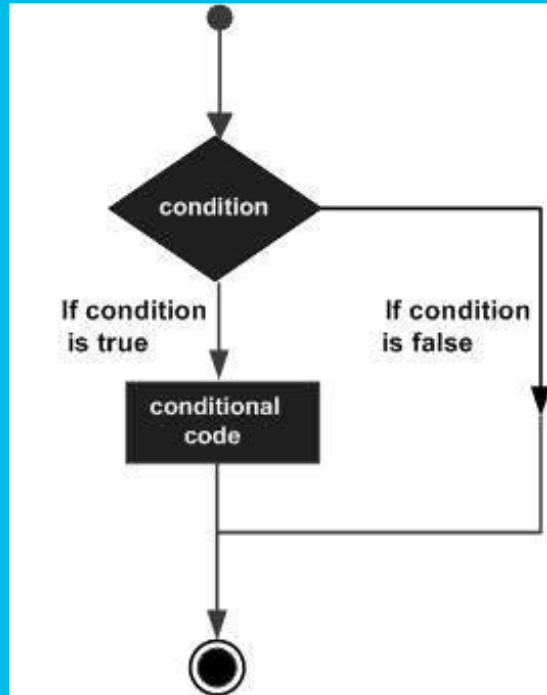 condition
If condition
is true
If condition
is false
conditional
code